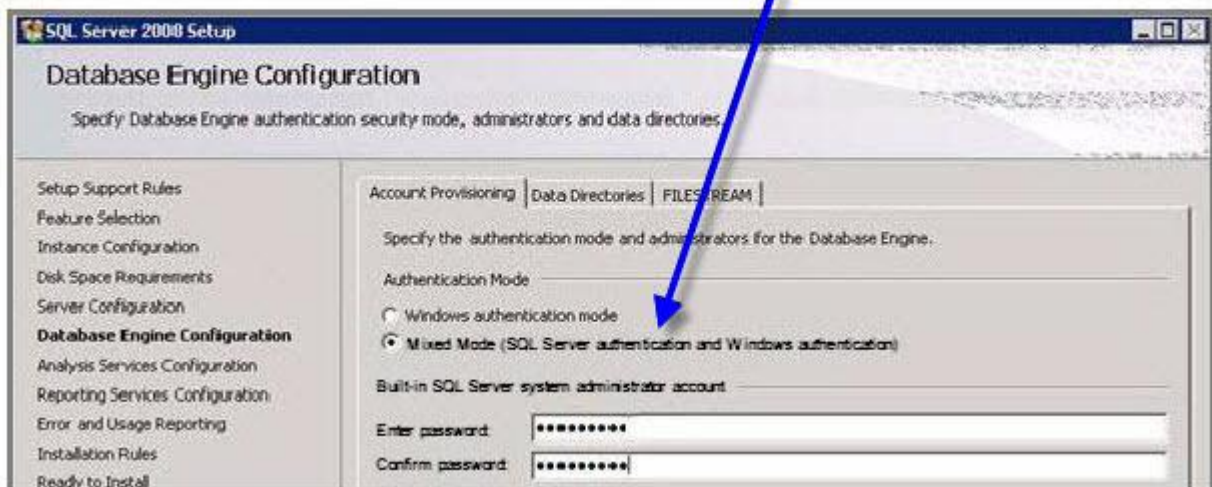 SQL Server 2008 Setup
Database Engine Configuration
Specify Database Engine authentication security mode, administrators and data directories.
Setup Support Rules
Feature Selection
Instance Configuration
Disk Space Requirements
Server Configuration
Database Engine Configuration
Analysis Services Configuration
Reporting Services Configuration
Error and Usage Reporting
Installation Rules
Ready to Install
Account Provisioning Data Directories FILESTREAM
Specify the authentication mode and administrators for the Database Engine.
Authentication Mode
Windows authentication mode
Mixed Mode (SQL Server authentication and Windows authentication)
Built-in SQL Server system administrator account
Enter password:
Confirm password: